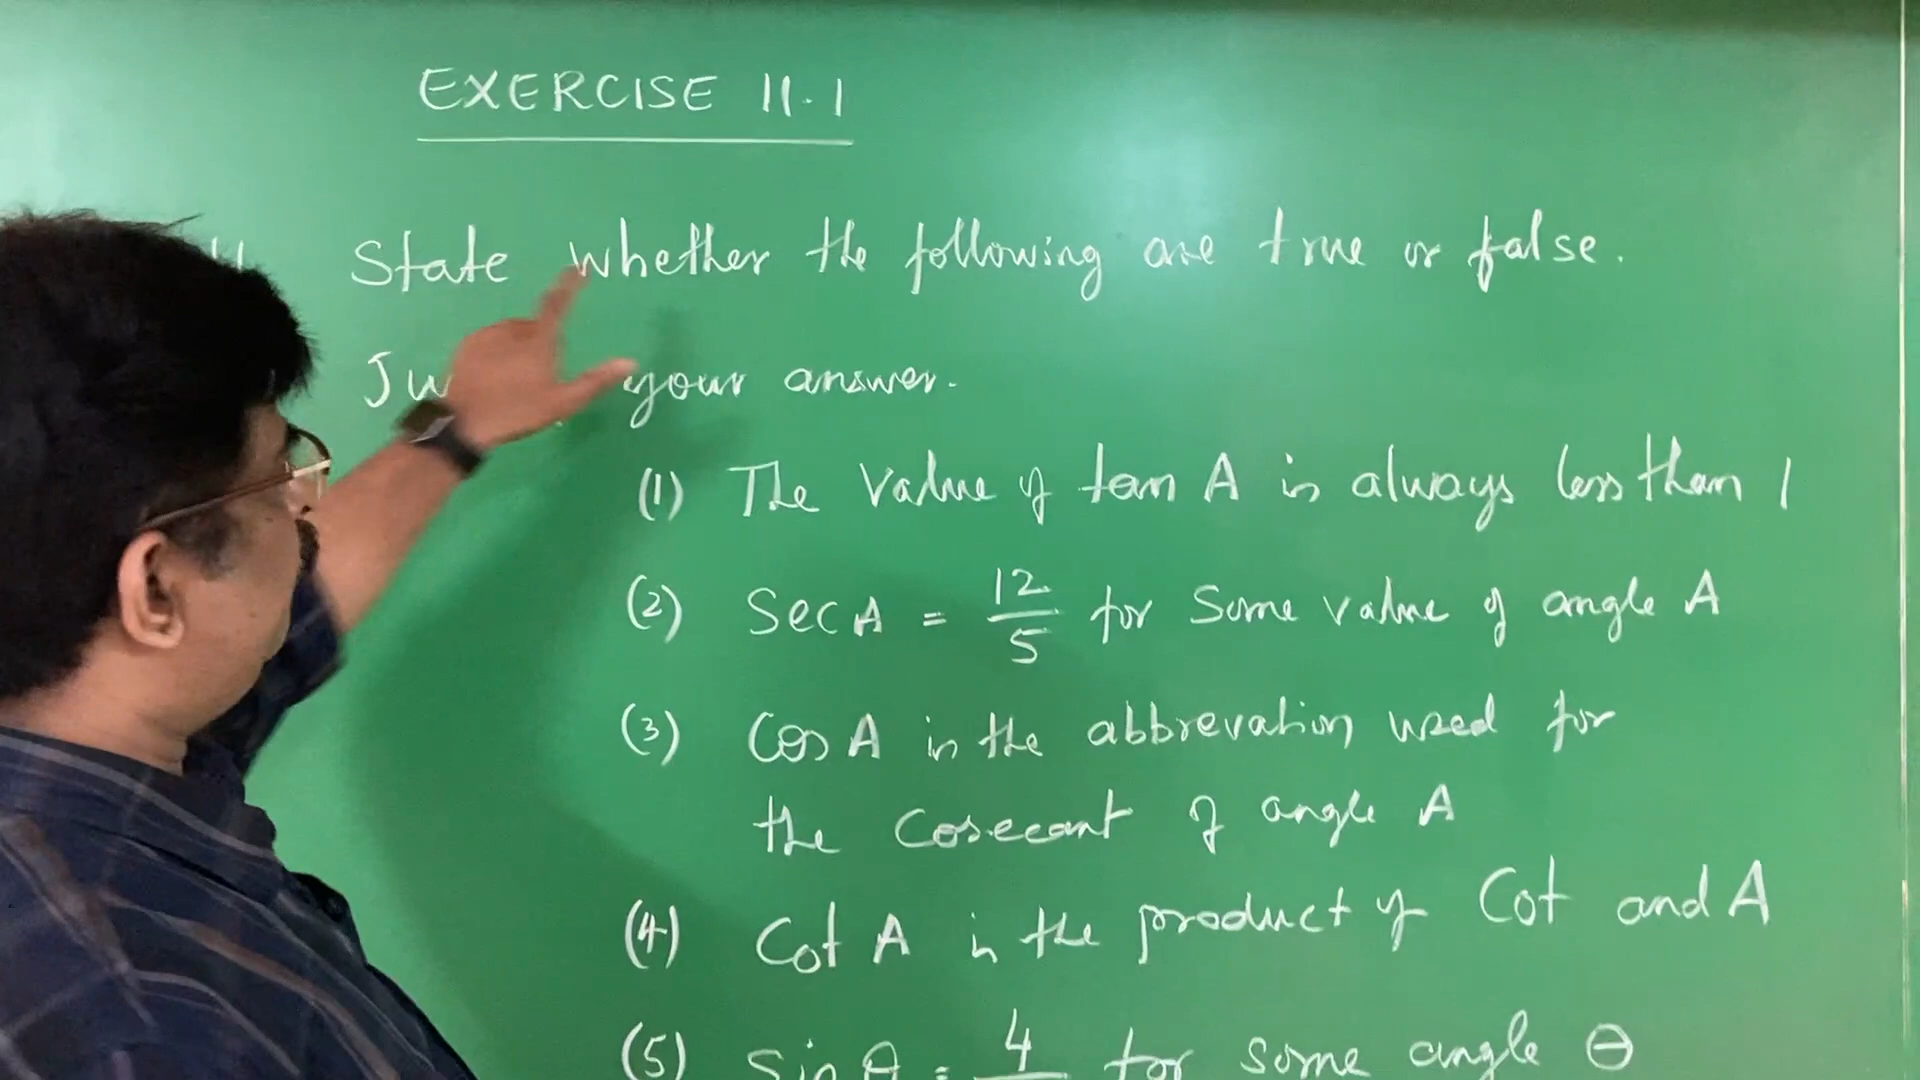 EXERCISE 11.1
State whether the following are true or false.
your answer.
(1) The value of tan A is always less than 1
(2) Sec A = 12/5 for some value of angle A
(3) Cos A is the abbrevation used for
the Cosecant of angle A
(4) Cot A is the product of Cot and A
(5) Sin θ = 4 for some angle θ